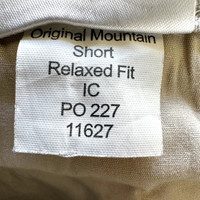 Original Mountain
Short
Relaxed Fit
IC
PO 227
11627